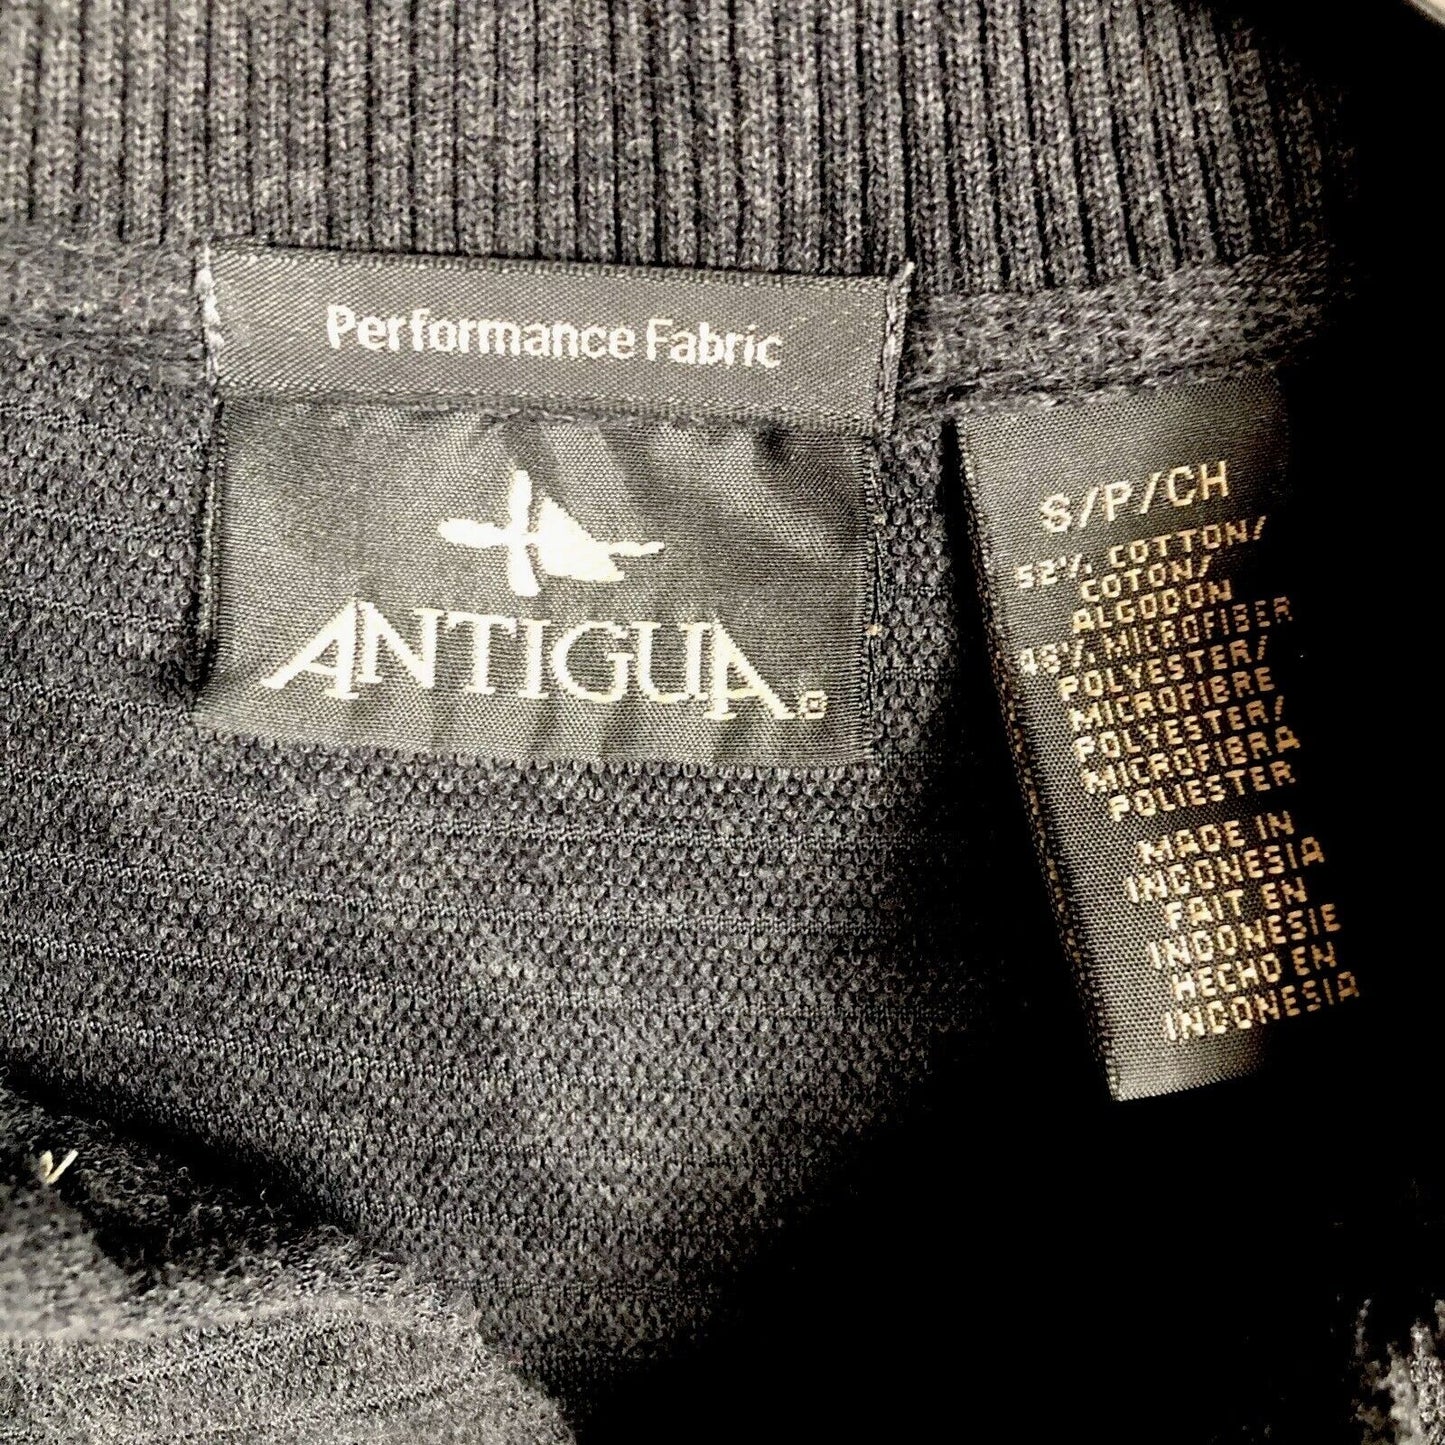 Performance Fabric
ANTIGUA®
S/P/CH
52% COTTON/
COTON/
ALGODON
48% MICROFIBER
POLYESTER/
MICROFIBRE
POLYESTER/
MICROFIBRA
POLIESTER
MADE IN
INDONESIA
FAIT EN
INDONESIE
HECHO EN
INDONESIA